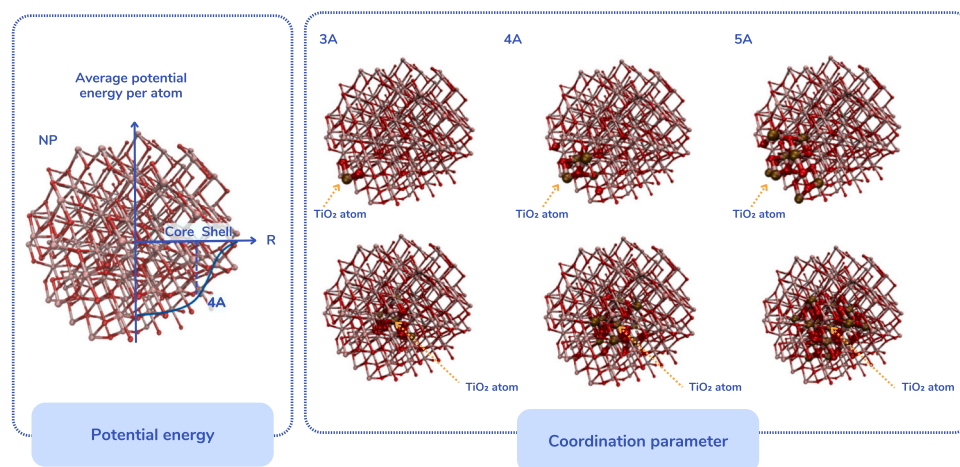 Average potential
energy per atom
NP
Core Shell
R
4A
Potential energy
3A
4A
5A
TiO₂ atom
TiO₂ atom
TiO₂ atom
TiO₂ atom
TiO₂ atom
TiO₂ atom
Coordination parameter